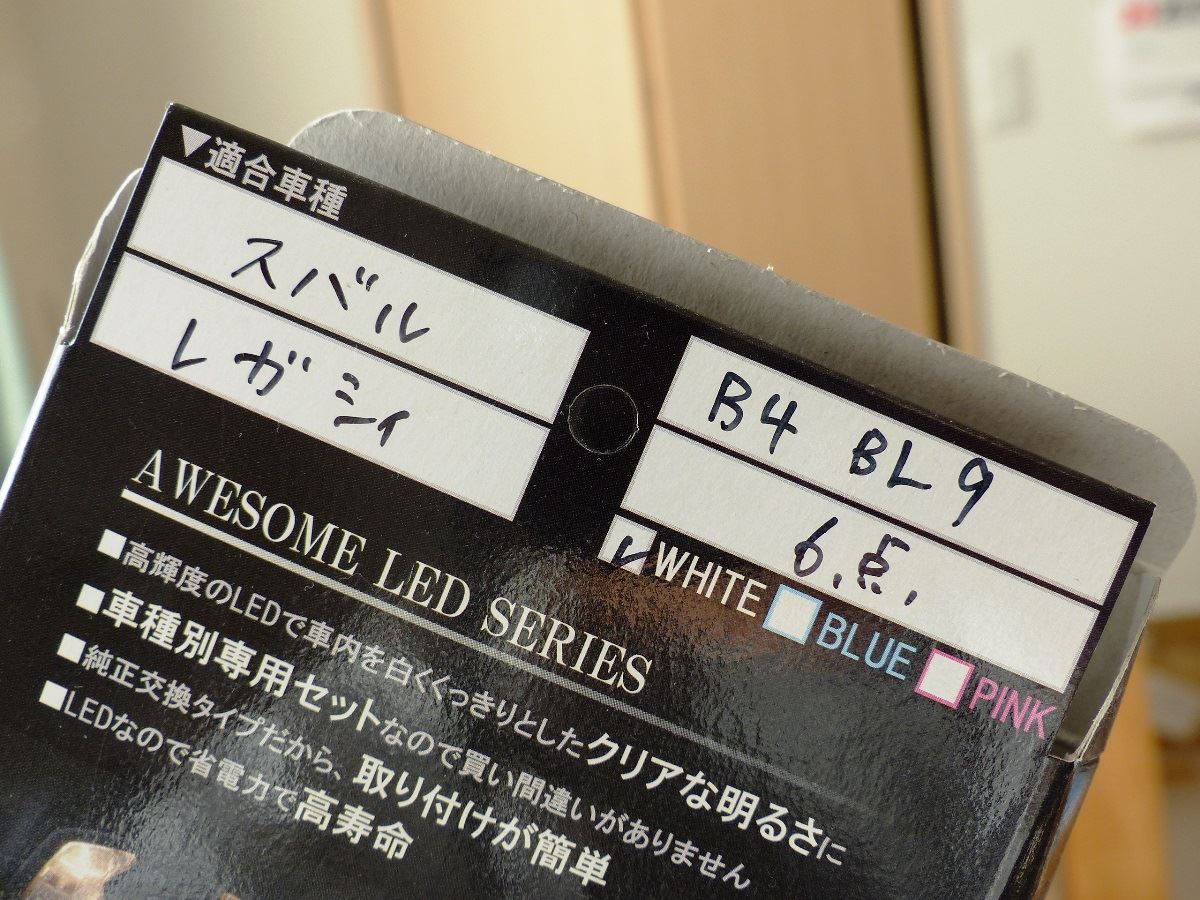 ▼適合車種
スバル
レガシィ
B4 BL9
6.点,
WHITE BLUE PINK
AWESOME LED SERIES
■高輝度のLEDで車内を白くくっきりとしたクリアな明るさに
■車種別専用セットなので買い間違いがありません
■純正交換タイプだから、取り付けが簡単
■LEDなので省電力で高寿命